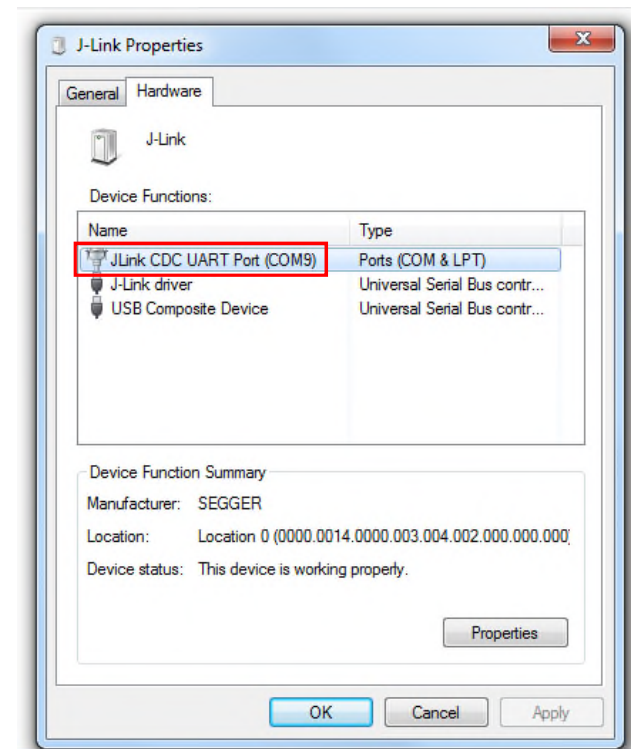 J-Link Properties
General Hardware
J-Link
Device Functions:
Name Type
JLink CDC UART Port (COM9) Ports (COM & LPT)
J-Link driver Universal Serial Bus contr...
USB Composite Device Universal Serial Bus contr...
Device Function Summary
Manufacturer: SEGGER
Location: Location 0 (0000.0014.0000.003.004.002.000.000.000)
Device status: This device is working properly.
Properties
OK Cancel Apply